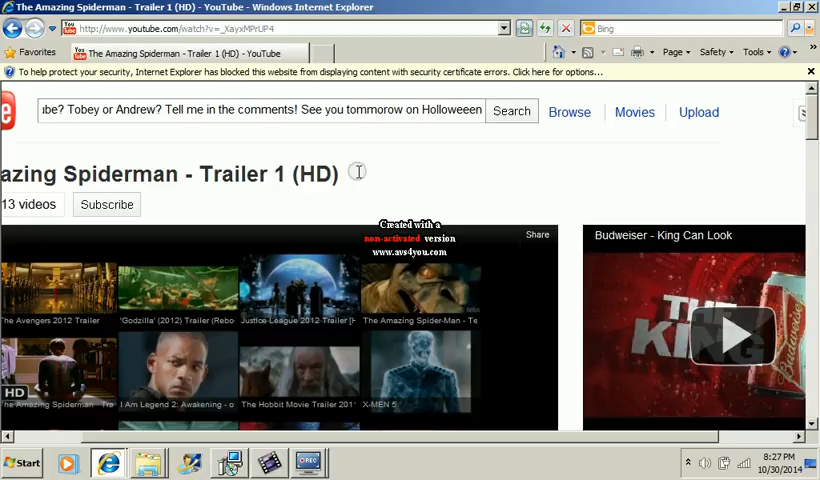 The Amazing Spiderman - Trailer 1 (HD) - YouTube - Windows Internet Explorer
http://www.youtube.com/watch?v=_XayxMPrUP4
Bing
Favorites
The Amazing Spiderman - Trailer 1 (HD) - YouTube
Page
Safety
Tools
To help protect your security, Internet Explorer has blocked this website from displaying content with security certificate errors. Click here for options...
ube? Tobey or Andrew? Tell me in the comments! See you tommorow on Holloweeen
Search
Browse
Movies
Upload
azing Spiderman - Trailer 1 (HD)
13 videos
Subscribe
Created with a
non-activated version
www.avs4you.com
Share
Budweiser - King Can Look
The Avengers 2012 Trailer
'Godzilla' (2012) Trailer (Rebo
Justice League 2012 Trailer [H
The Amazing Spider-Man - Te
THE
KING
Budweiser
HD
The Amazing Spiderman - Tra
I Am Legend 2: Awakening - o
The Hobbit Movie Trailer 201
X-MEN 5
Start
REC
8:27 PM
10/30/2014